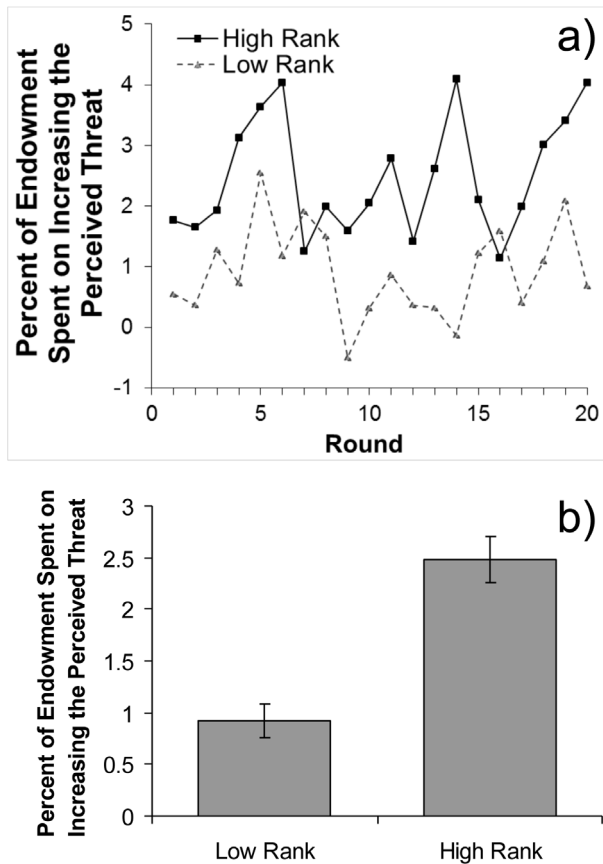 a)
High Rank
Low Rank
Percent of Endowment
Spent on Increasing the
Perceived Threat
5
4
3
2
1
0
-1
0 5 10 15 20
Round
b)
Percent of Endowment Spent on
Increasing the Perceived Threat
3
2.5
2
1.5
1
0.5
0
Low Rank High Rank